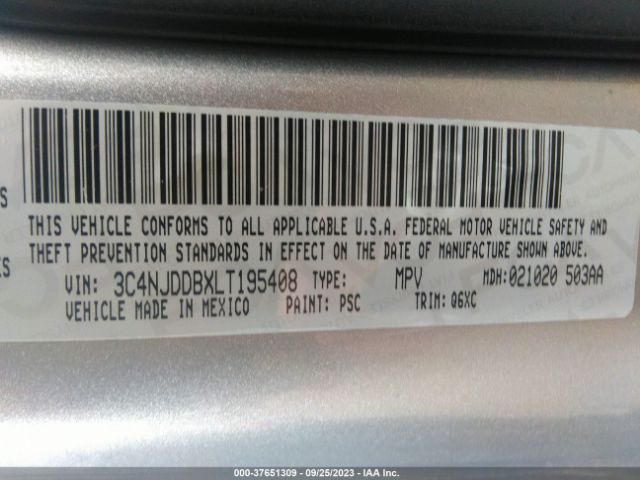 ES
THIS VEHICLE CONFORMS TO ALL APPLICABLE U.S.A. FEDERAL MOTOR VEHICLE SAFETY AND
THEFT PREVENTION STANDARDS IN EFFECT ON THE DATE OF MANUFACTURE SHOWN ABOVE.
ES
VIN: 3C4NJDDBXLT195408 TYPE: MPV MDH:021020 503AA
VEHICLE MADE IN MEXICO PAINT: PSC TRIM: Q6XC
000-37651309 - 09/25/2023 - IAA Inc.